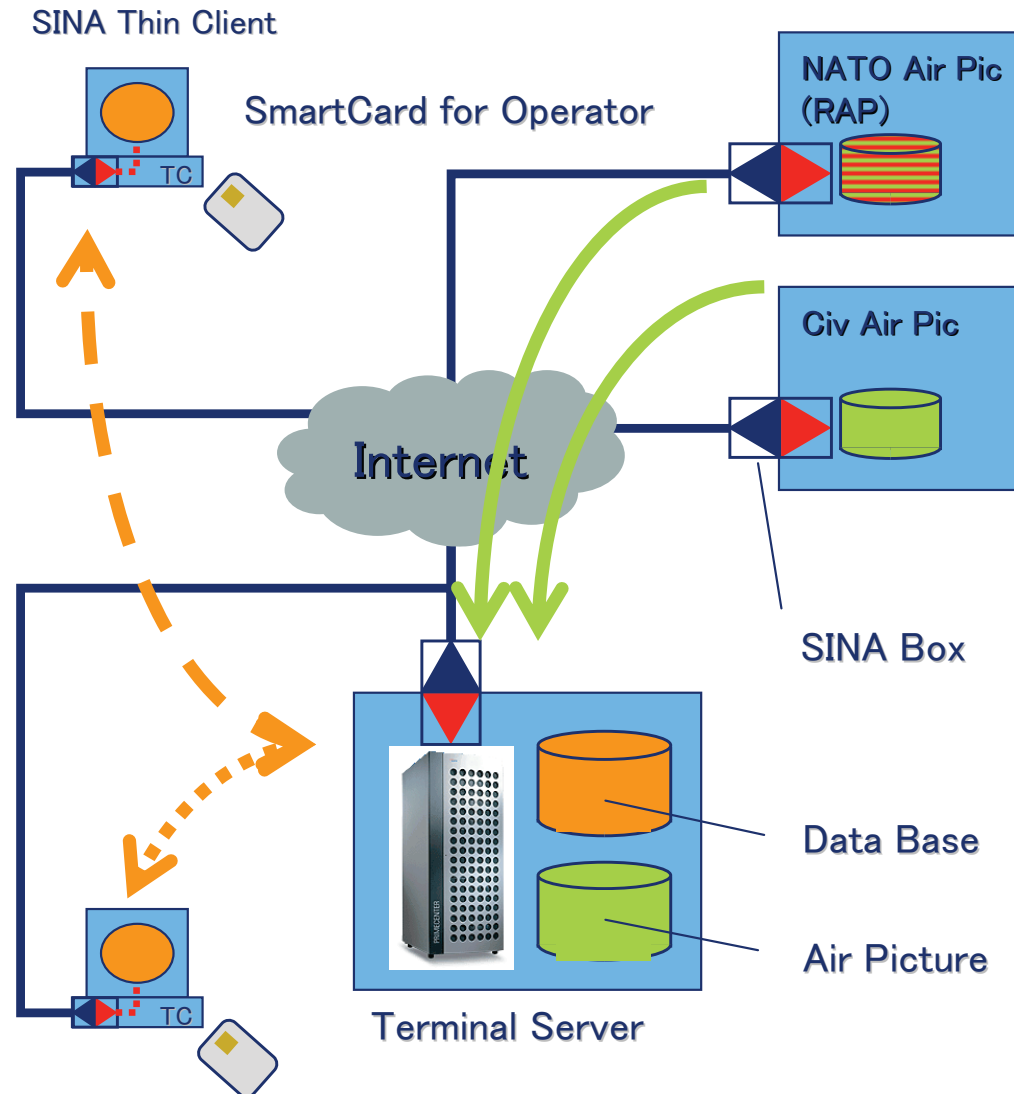 SINA Thin Client
SmartCard for Operator
TC
NATO Air Pic
(RAP)
Civ Air Pic
Internet
SINA Box
PRIMECENTER
Data Base
Air Picture
TC
Terminal Server